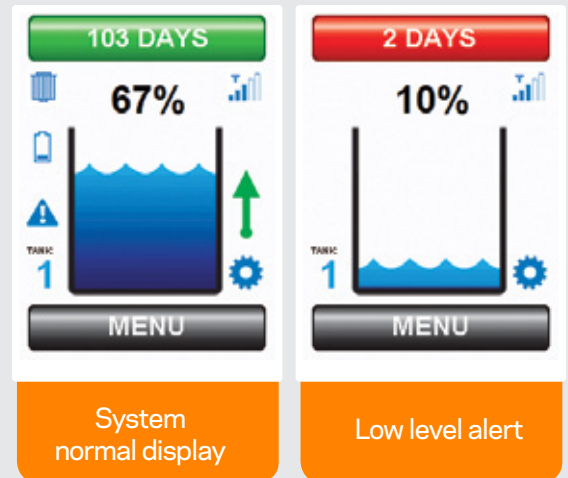 103 DAYS
67%
TANK
1
MENU
System
normal display
2 DAYS
10%
TANK
1
MENU
Low level alert